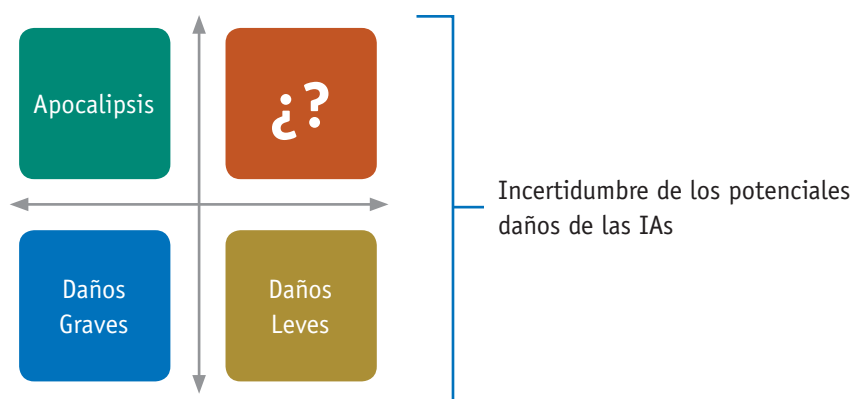 Apocalipsis
¿?
Daños
Graves
Daños
Leves
Incertidumbre de los potenciales
daños de las IAs